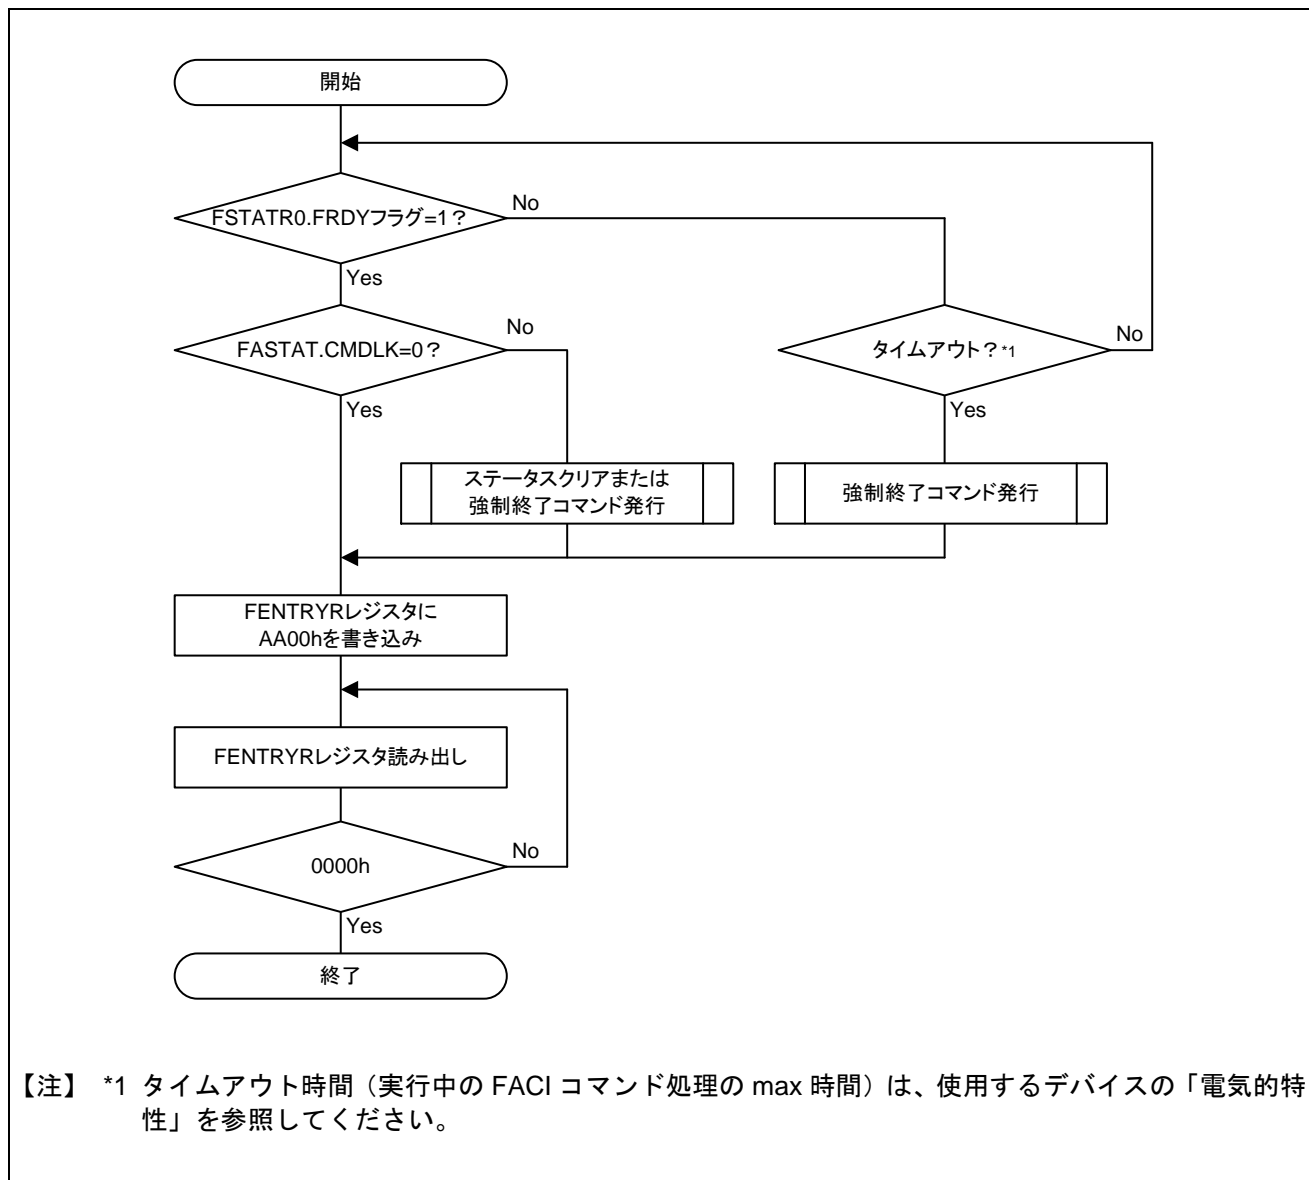 開始
FSTATR0.FRDYフラグ=1？
No
Yes
FASTAT.CMDLK=0？
No
タイムアウト？*1
No
Yes
Yes
ステータスクリアまたは
強制終了コマンド発行
強制終了コマンド発行
FENTRYRレジスタに
AA00hを書き込み
FENTRYRレジスタ読み出し
0000h
No
Yes
終了
【注】 *1 タイムアウト時間（実行中の FACI コマンド処理の max 時間）は、使用するデバイスの「電気的特
性」を参照してください。